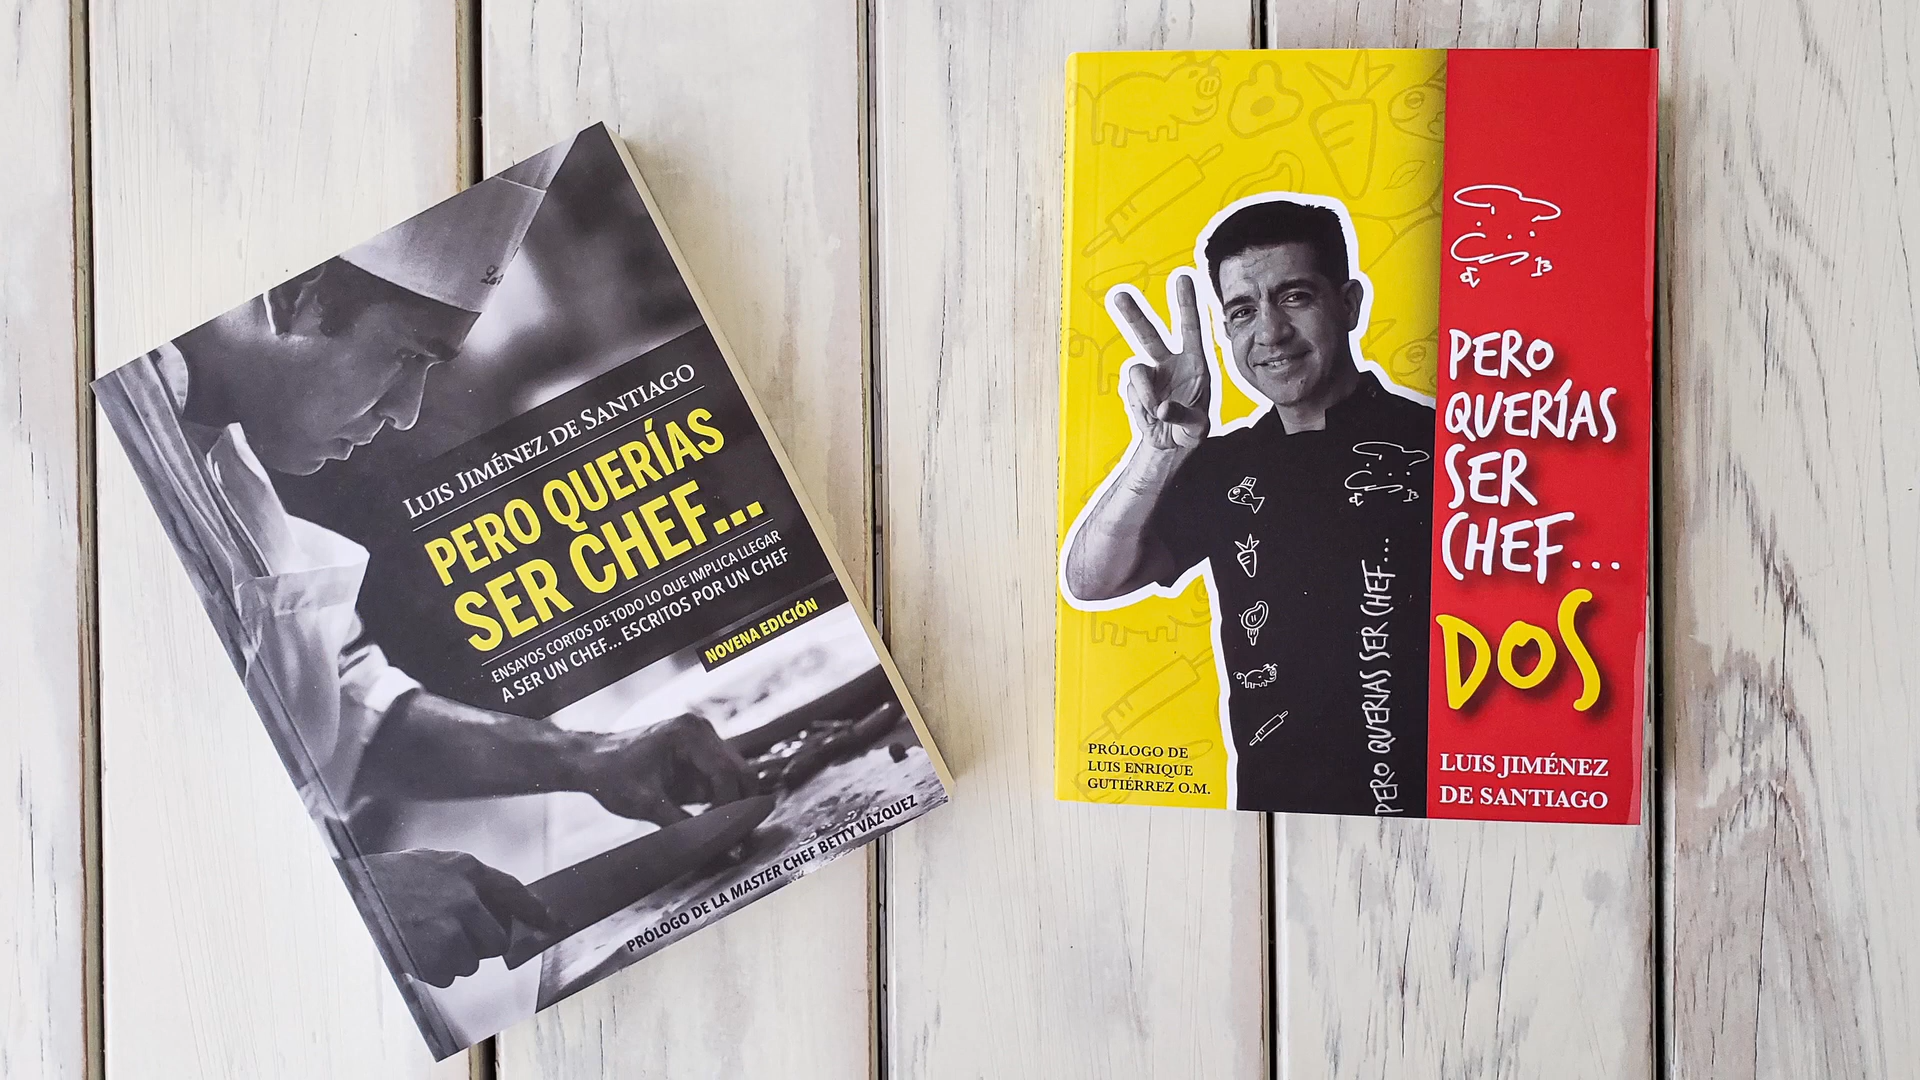 LUIS JIMÉNEZ DE SANTIAGO
PERO QUERÍAS
SER CHEF...
ENSAYOS CORTOS DE TODO LO QUE IMPLICA LLEGAR
A SER UN CHEF... ESCRITOS POR UN CHEF
NOVENA EDICIÓN
PRÓLOGO DE LA MASTER CHEF BETTY VÁZQUEZ
PERO
QUERÍAS
SER
CHEF...
DOS
LUIS JIMÉNEZ
DE SANTIAGO
PERO QUERIAS SER CHEF...
PRÓLOGO DE
LUIS ENRIQUE
GUTIÉRREZ O.M.